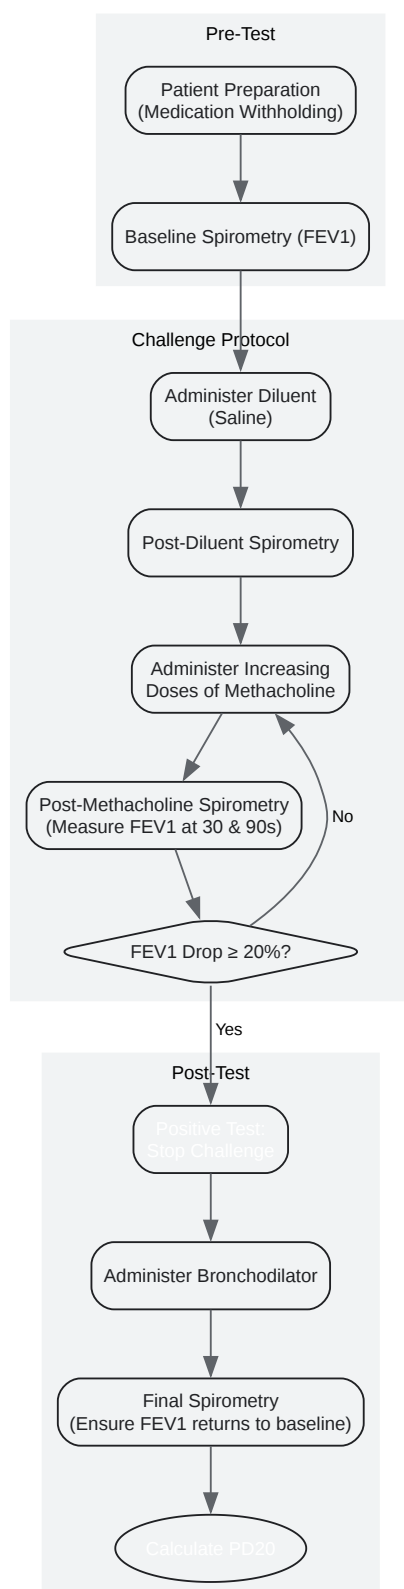 Pre-Test
Patient Preparation
(Medication Withholding)
Baseline Spirometry (FEV1)
Challenge Protocol
Administer Diluent
(Saline)
Post-Diluent Spirometry
Administer Increasing
Doses of Methacholine
Post-Methacholine Spirometry
(Measure FEV1 at 30 & 90s)
No
FEV1 Drop ≥ 20%?
Yes
Post-Test
Positive Test:
Stop Challenge
Administer Bronchodilator
Final Spirometry
(Ensure FEV1 returns to baseline)
Calculate PD20